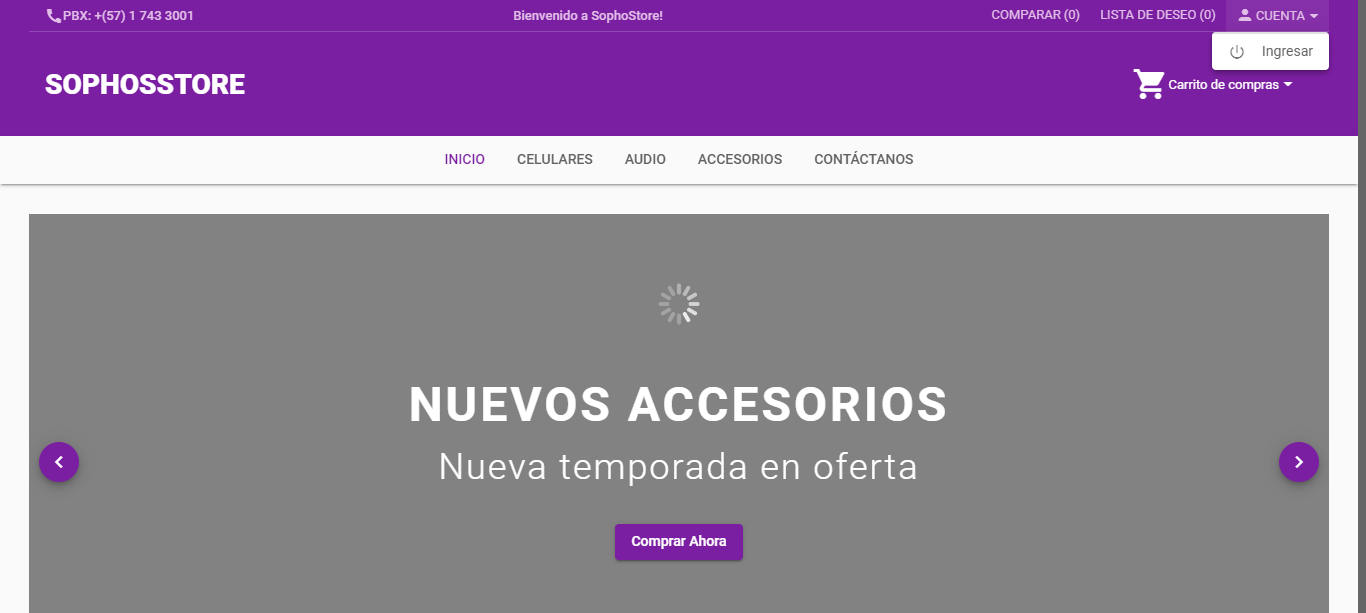 PBX: +(57) 1 743 3001
Bienvenido a SophoStore!
COMPARAR (0)
LISTA DE DESEO (0)
CUENTA
Ingresar
SOPHOSSTORE
Carrito de compras
INICIO
CELULARES
AUDIO
ACCESORIOS
CONTÁCTANOS
NUEVOS ACCESORIOS
Nueva temporada en oferta
Comprar Ahora